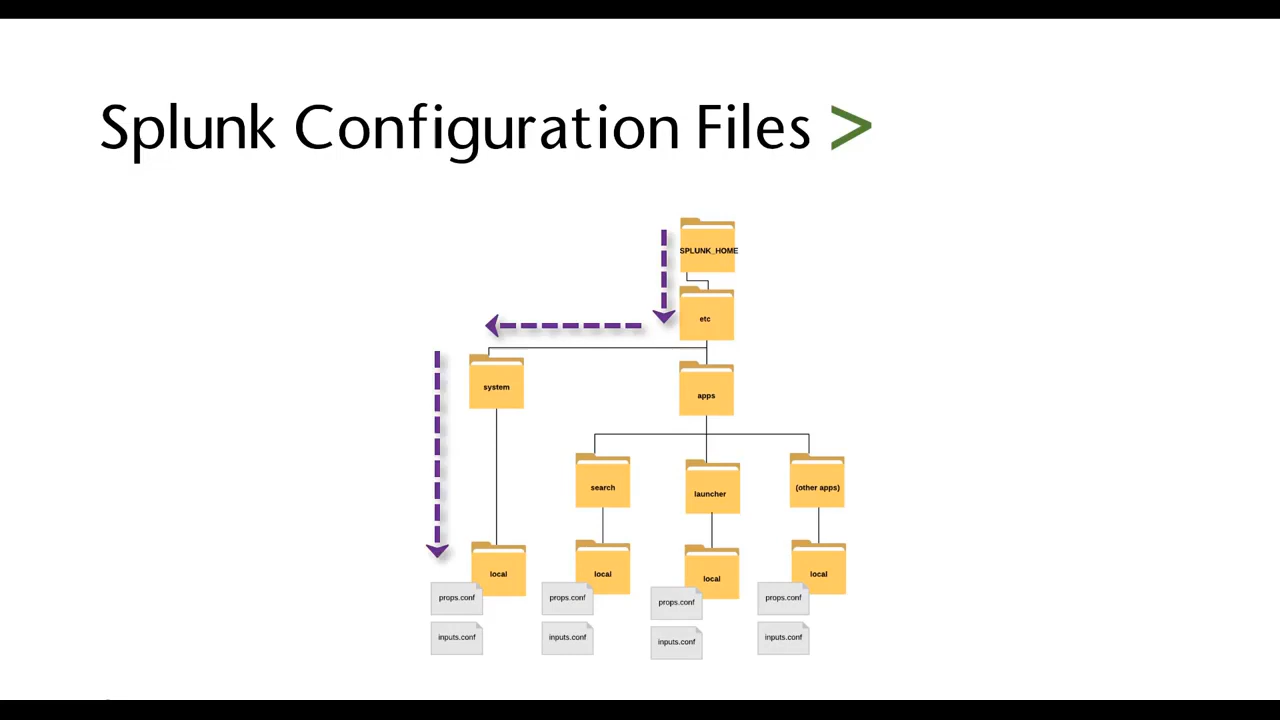 Splunk Configuration Files >
SPLUNK_HOME
etc
system
apps
search
launcher
(other apps)
local
local
local
local
props.conf
props.conf
props.conf
props.conf
inputs.conf
inputs.conf
inputs.conf
inputs.conf